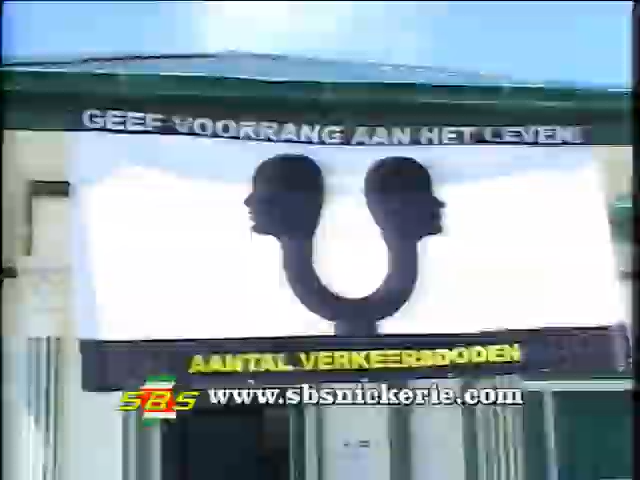 GEEF VOORRANG AAN HET LEVEN!
AANTAL VERKEERSDODEN
SBS www.sbsnickerie.com